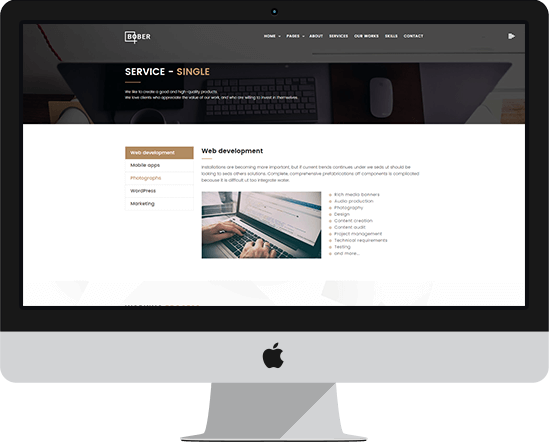 BOBER
HOME PAGES ABOUT SERVICES OUR WORKS SKILLS CONTACT
SERVICE - SINGLE
We like to create a good and high-quality products.
We love clients who appreciate the value of our work, and who are willing to invest in themselves.
Web development
Mobile apps
Photographs
WordPress
Marketing
Web development
Installations are becoming more important, but if current trends continues under we seds ut should be
looking to seds others solutions. Complete, comprehensive prefabrications off components is complicated
because it is difficult ut too integrate water.
Rich media banners
Audio production
Photography
Design
Content creation
Content audit
Project management
Technical requirements
Testing
and more...